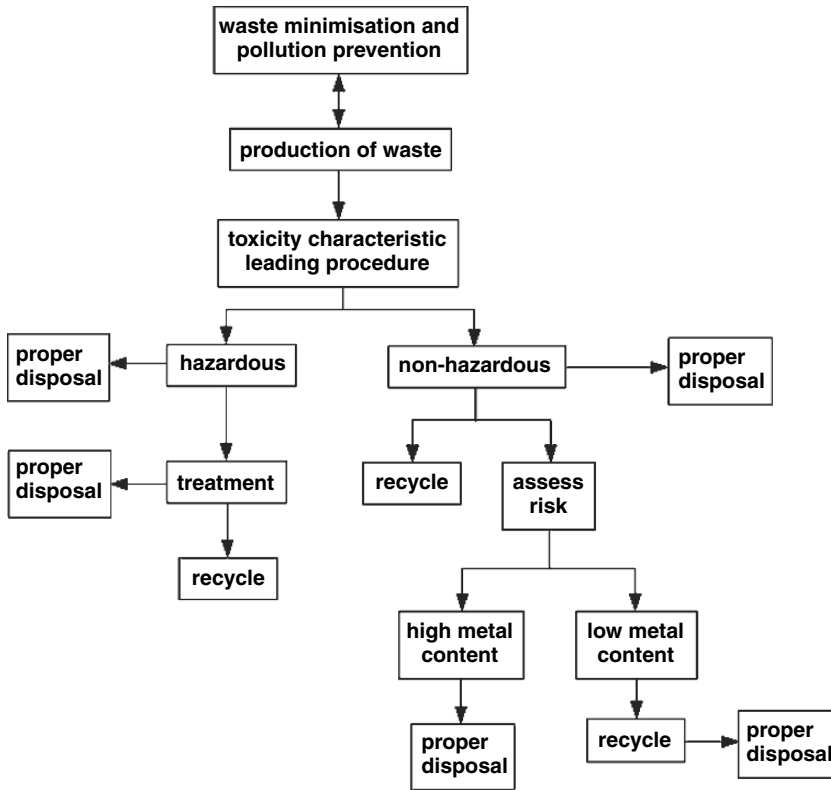 waste minimisation and
pollution prevention
production of waste
toxicity characteristic
leading procedure
proper
disposal
hazardous
non-hazardous
proper
disposal
proper
disposal
treatment
recycle
assess
risk
recycle
high metal
content
low metal
content
proper
disposal
recycle
proper
disposal